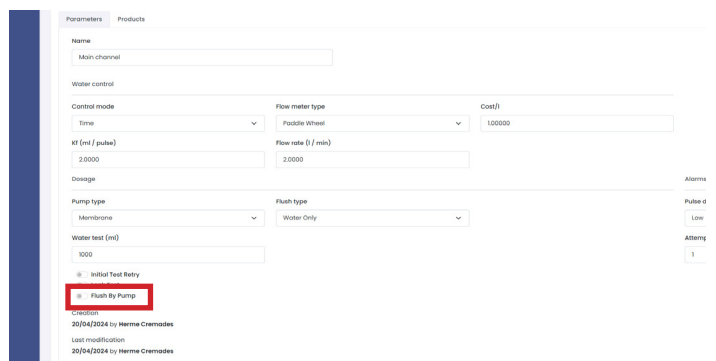 Parameters Products
Name
Main channel
Water control
Control mode Flow meter type Cost/l
Time Paddle Wheel 1.00000
Kf (ml / pulse) Flow rate (l / min)
2.0000 2.0000
Dosage Alarms
Pump type Flush type Pulse d
Membrane Water Only Low
Water test (ml) Attemp
1000 1
Initial Test Retry
Flush By Pump
Creation
20/04/2024 by Herme Cremades
Last modification
20/04/2024 by Herme Cremades